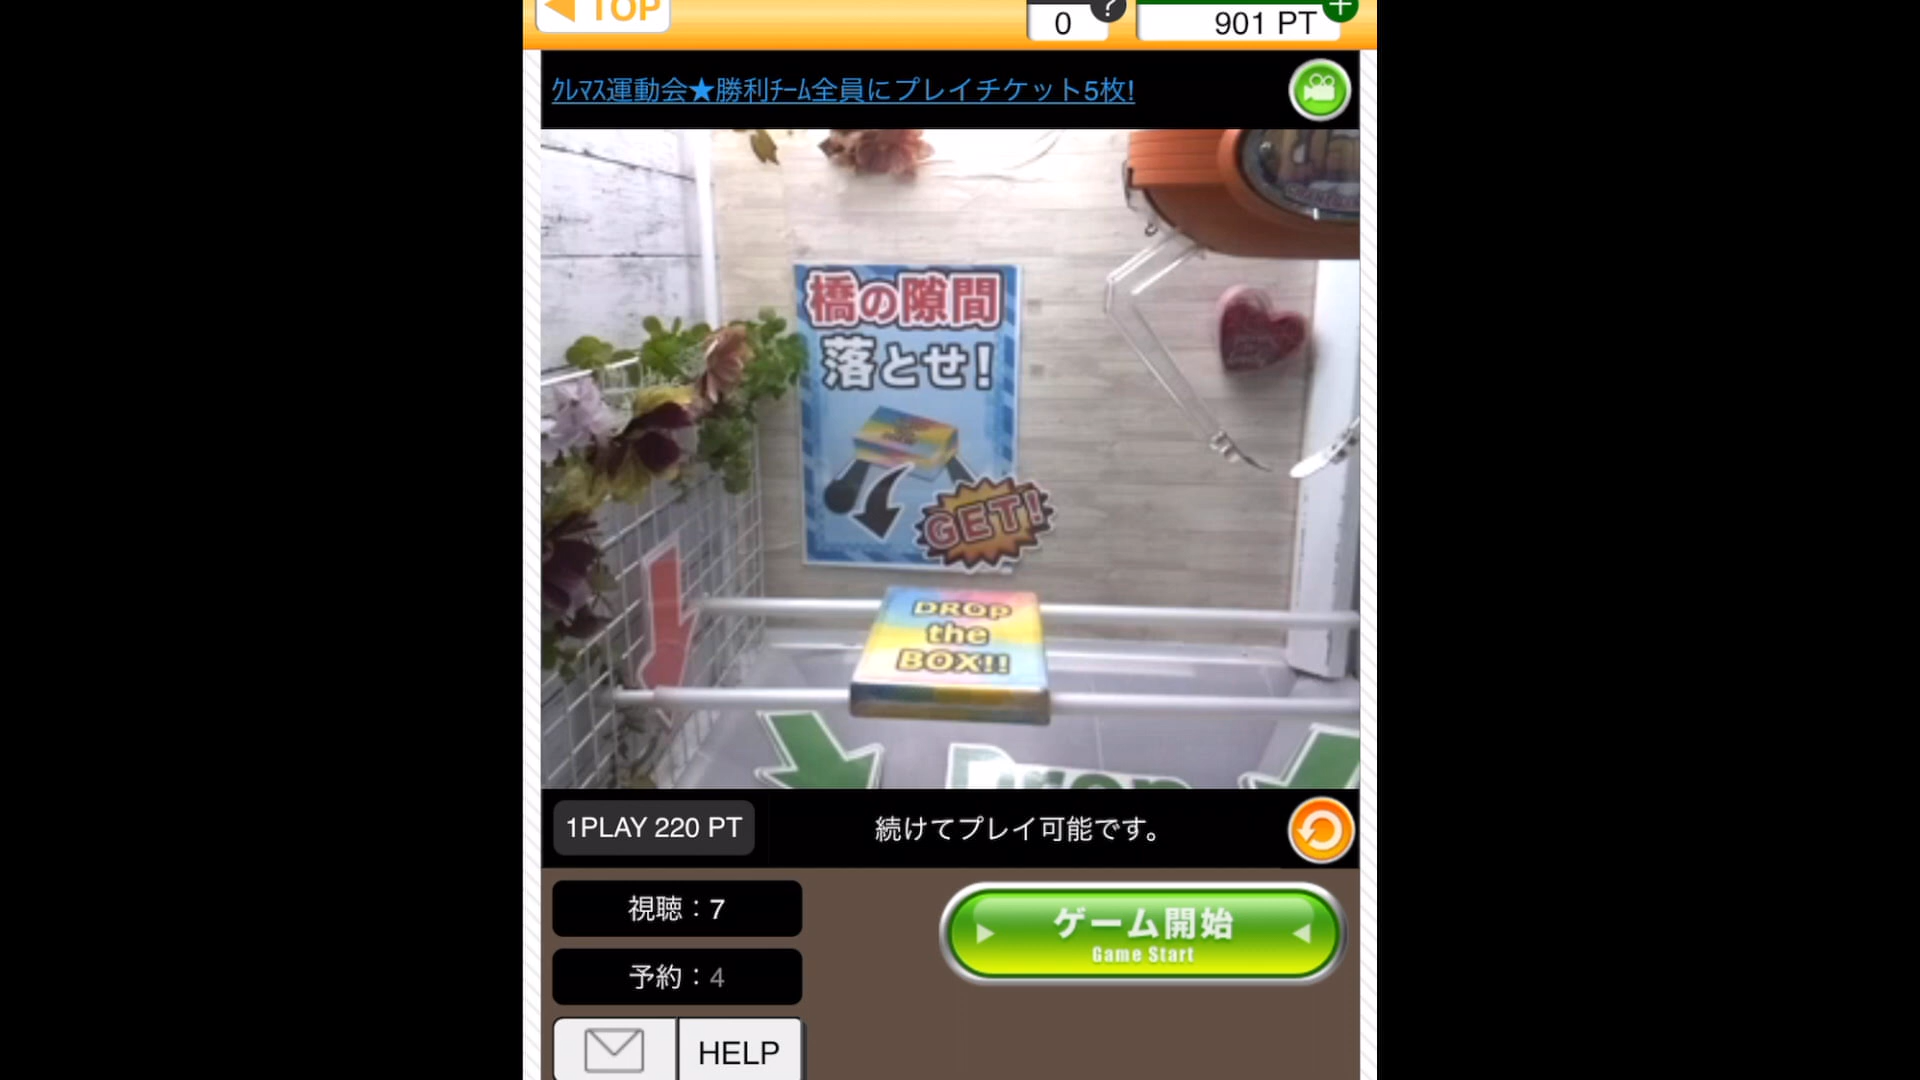 TOP
0
?
901 PT
ｸﾚﾏｽ運動会★勝利ﾁｰﾑ全員にプレイチケット5枚!
橋の隙間
落とせ!
GET!
DROP
the
BOX!!
Drop
1PLAY 220 PT
続けてプレイ可能です。
視聴：7
ゲーム開始
Game Start
予約：4
HELP